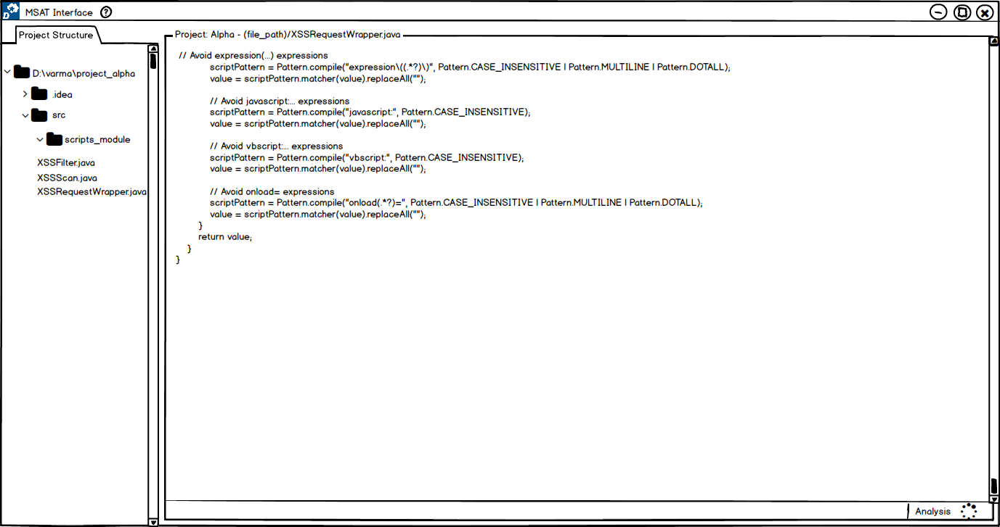 MSAT Interface ?
Project Structure
D:\varma\project_alpha
.idea
src
scripts_module
XSSFilter.java
XSSScan.java
XSSRequestWrapper.java
Project: Alpha - (file_path)/XSSRequestWrapper.java
// Avoid expression(...) expressions
scriptPattern = Pattern.compile("expression\((.*?)\)", Pattern.CASE_INSENSITIVE | Pattern.MULTILINE | Pattern.DOTALL);
value = scriptPattern.matcher(value).replaceAll("");
// Avoid javascript:... expressions
scriptPattern = Pattern.compile("javascript:", Pattern.CASE_INSENSITIVE);
value = scriptPattern.matcher(value).replaceAll("");
// Avoid vbscript:... expressions
scriptPattern = Pattern.compile("vbscript:", Pattern.CASE_INSENSITIVE);
value = scriptPattern.matcher(value).replaceAll("");
// Avoid onload= expressions
scriptPattern = Pattern.compile("onload(.*?)=", Pattern.CASE_INSENSITIVE | Pattern.MULTILINE | Pattern.DOTALL);
value = scriptPattern.matcher(value).replaceAll("");
}
return value;
}
}
Analysis